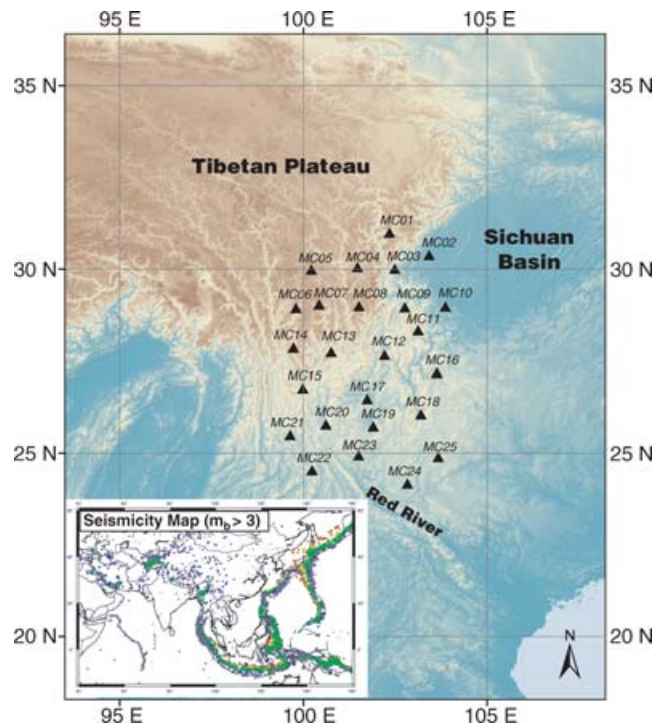 95 E 100 E 105 E
35 N 35 N
Tibetan Plateau
MC01
MC02
Sichuan
Basin
MC05 MC04 MC03
30 N 30 N
MC06 MC07 MC08 MC09 MC10
MC11
MC14 MC13 MC12
MC16
MC15
MC17
MC18
MC21 MC20 MC19
25 N 25 N
MC22 MC23 MC25
MC24
Red River
Seismicity Map (mb > 3)
20 N 20 N
N
95 E 100 E 105 E